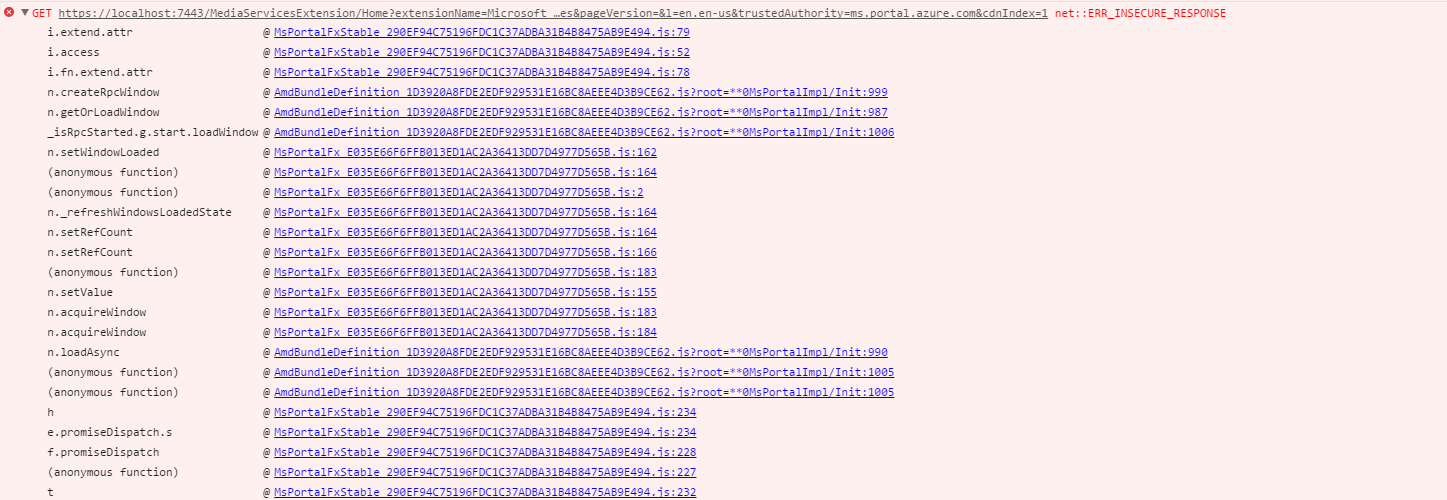 GET https://localhost:7443/MediaServicesExtension/Home?extensionName=Microsoft_…es&pageVersion=&l=en.en-us&trustedAuthority=ms.portal.azure.com&cdnIndex=1 net::ERR_INSECURE_RESPONSE
i.extend.attr @ MsPortalFxStable_290EF94C75196FDC1C37ADBA31B4B8475AB9E494.js:79
i.access @ MsPortalFxStable_290EF94C75196FDC1C37ADBA31B4B8475AB9E494.js:52
i.fn.extend.attr @ MsPortalFxStable_290EF94C75196FDC1C37ADBA31B4B8475AB9E494.js:78
n.createRpcWindow @ AmdBundleDefinition_1D3920A8FDE2EDF929531E16BC8AEEE4D3B9CE62.js?root=**0MsPortalImpl/Init:999
n.getOrLoadWindow @ AmdBundleDefinition_1D3920A8FDE2EDF929531E16BC8AEEE4D3B9CE62.js?root=**0MsPortalImpl/Init:987
_isRpcStarted.g.start.loadWindow @ AmdBundleDefinition_1D3920A8FDE2EDF929531E16BC8AEEE4D3B9CE62.js?root=**0MsPortalImpl/Init:1006
n.setWindowLoaded @ MsPortalFx_E035E66F6FFB013ED1AC2A36413DD7D4977D565B.js:162
(anonymous function) @ MsPortalFx_E035E66F6FFB013ED1AC2A36413DD7D4977D565B.js:164
(anonymous function) @ MsPortalFx_E035E66F6FFB013ED1AC2A36413DD7D4977D565B.js:2
n._refreshWindowsLoadedState @ MsPortalFx_E035E66F6FFB013ED1AC2A36413DD7D4977D565B.js:164
n.setRefCount @ MsPortalFx_E035E66F6FFB013ED1AC2A36413DD7D4977D565B.js:164
n.setRefCount @ MsPortalFx_E035E66F6FFB013ED1AC2A36413DD7D4977D565B.js:166
(anonymous function) @ MsPortalFx_E035E66F6FFB013ED1AC2A36413DD7D4977D565B.js:183
n.setValue @ MsPortalFx_E035E66F6FFB013ED1AC2A36413DD7D4977D565B.js:155
n.acquireWindow @ MsPortalFx_E035E66F6FFB013ED1AC2A36413DD7D4977D565B.js:183
n.acquireWindow @ MsPortalFx_E035E66F6FFB013ED1AC2A36413DD7D4977D565B.js:184
n.loadAsync @ AmdBundleDefinition_1D3920A8FDE2EDF929531E16BC8AEEE4D3B9CE62.js?root=**0MsPortalImpl/Init:990
(anonymous function) @ AmdBundleDefinition_1D3920A8FDE2EDF929531E16BC8AEEE4D3B9CE62.js?root=**0MsPortalImpl/Init:1005
(anonymous function) @ AmdBundleDefinition_1D3920A8FDE2EDF929531E16BC8AEEE4D3B9CE62.js?root=**0MsPortalImpl/Init:1005
h @ MsPortalFxStable_290EF94C75196FDC1C37ADBA31B4B8475AB9E494.js:234
e.promiseDispatch.s @ MsPortalFxStable_290EF94C75196FDC1C37ADBA31B4B8475AB9E494.js:234
f.promiseDispatch @ MsPortalFxStable_290EF94C75196FDC1C37ADBA31B4B8475AB9E494.js:228
(anonymous function) @ MsPortalFxStable_290EF94C75196FDC1C37ADBA31B4B8475AB9E494.js:227
t @ MsPortalFxStable_290EF94C75196FDC1C37ADBA31B4B8475AB9E494.js:232